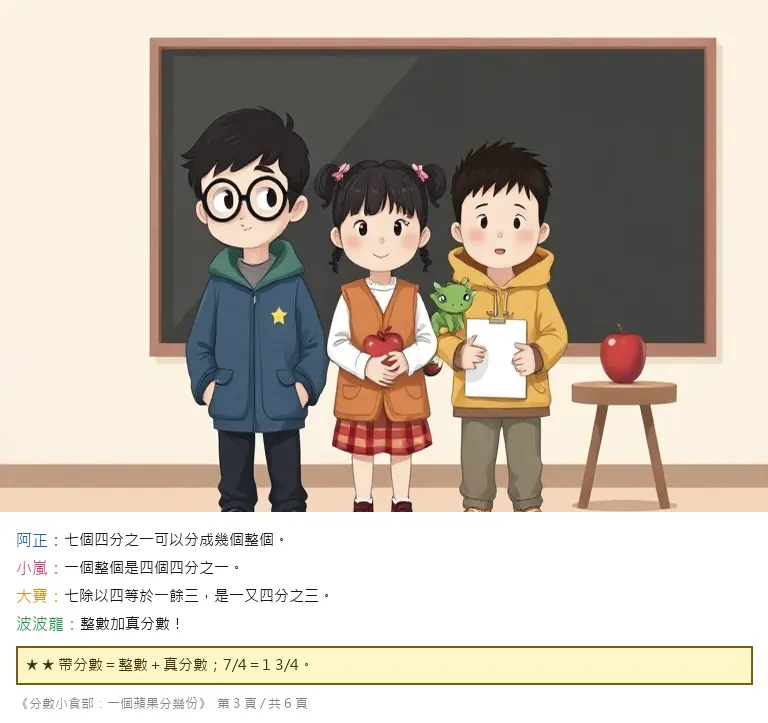 阿正：七個四分之一可以分成幾個整個。
小嵐：一個整個是四個四分之一。
大寶：七除以四等於一餘三，是一又四分之三。
波波龍：整數加真分數！
★★帶分數＝整數＋真分數；7/4＝1 3/4。
《分數小食部：一個蘋果分幾份》 第 3 頁 / 共 6 頁